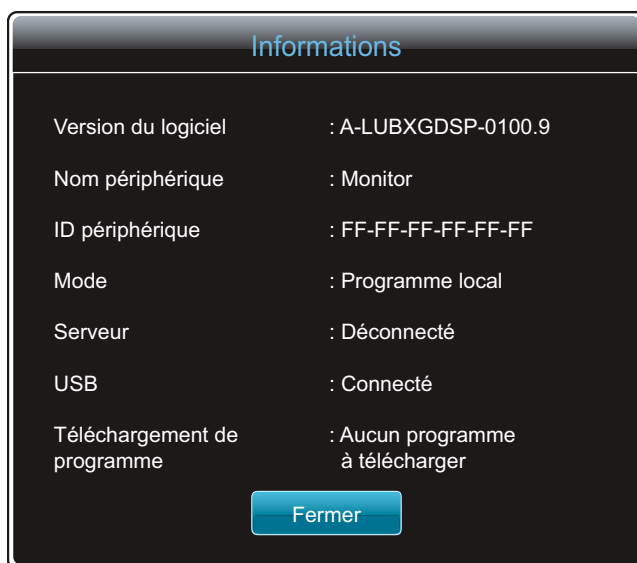 Informations
Version du logiciel : A-LUBXGDSP-0100.9
Nom périphérique : Monitor
ID périphérique : FF-FF-FF-FF-FF-FF
Mode : Programme local
Serveur : Déconnecté
USB : Connecté
Téléchargement de : Aucun programme
programme à télécharger
Fermer